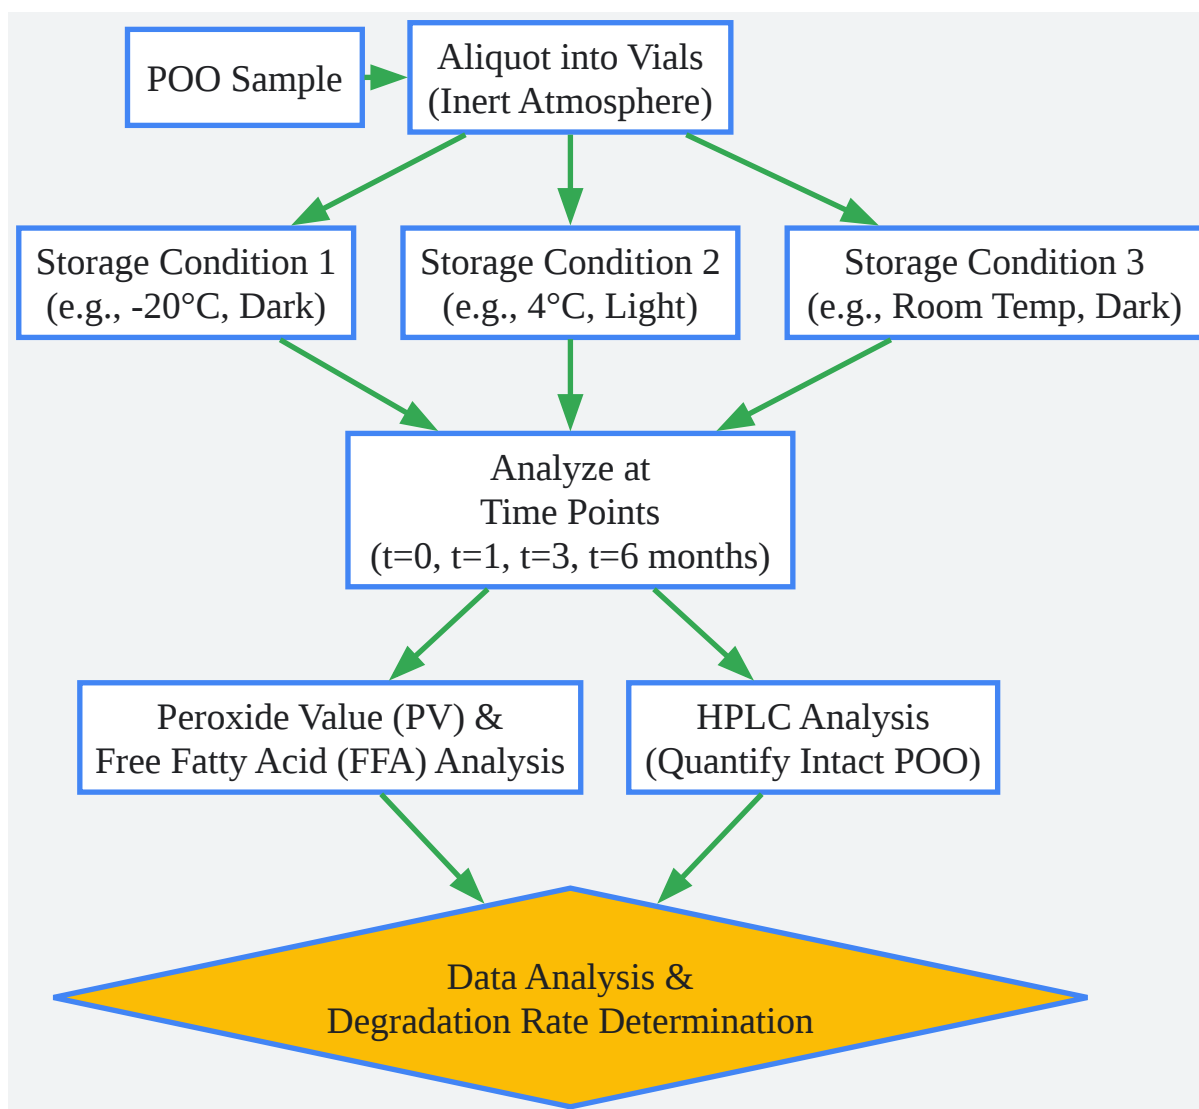 POO Sample
Aliquot into Vials
(Inert Atmosphere)
Storage Condition 1
(e.g., -20°C, Dark)
Storage Condition 2
(e.g., 4°C, Light)
Storage Condition 3
(e.g., Room Temp, Dark)
Analyze at
Time Points
(t=0, t=1, t=3, t=6 months)
Peroxide Value (PV) &
Free Fatty Acid (FFA) Analysis
HPLC Analysis
(Quantify Intact POO)
Data Analysis &
Degradation Rate Determination